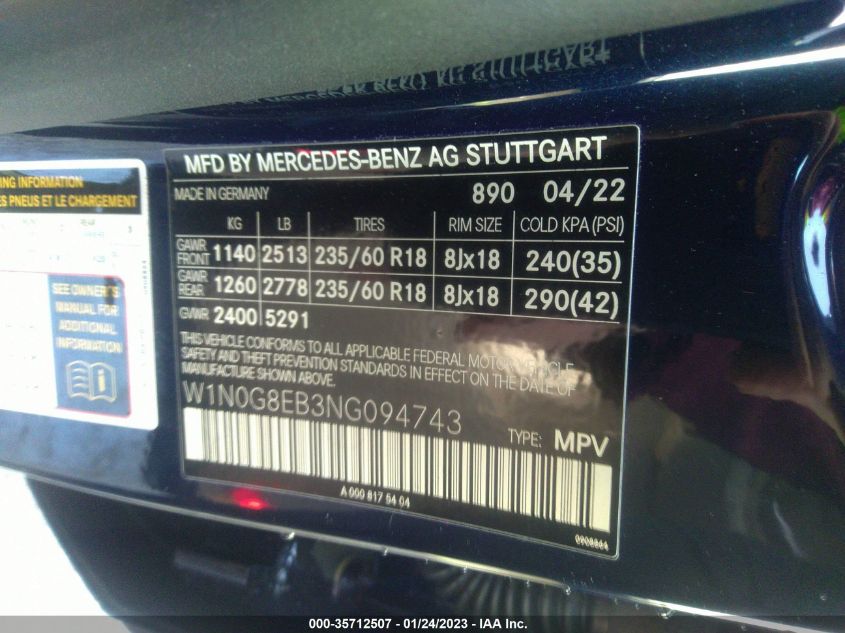 MFD BY MERCEDES-BENZ AG STUTTGART
MADE IN GERMANY 890 04/22
KG LB TIRES RIM SIZE COLD KPA(PSI)
GAWR FRONT 1140 2513 235/60 R18 8Jx18 240(35)
GAWR REAR 1260 2778 235/60 R18 8Jx18 290(42)
GVWR 2400 5291
THIS VEHICLE CONFORMS TO ALL APPLICABLE FEDERAL MOTOR VEHICLE
SAFETY AND THEFT PREVENTION STANDARDS IN EFFECT ON THE DATE OF
MANUFACTURE SHOWN ABOVE.
W1N0G8EB3NG094743
TYPE: MPV
A 000 817 54 04
ING INFORMATION
ES PNEUS ET LE CHARGEMENT
SEE OWNER'S
MANUAL FOR
ADDITIONAL
INFORMATION
000-35712507 - 01/24/2023 - IAA Inc.